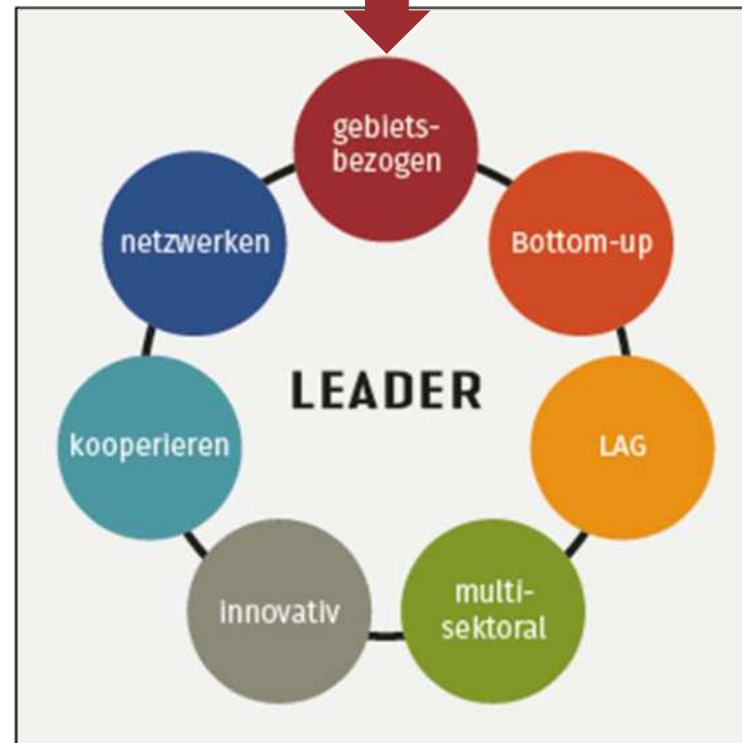 gebiets-
bezogen
netzwerken
Bottom-up
LEADER
kooperieren
LAG
innovativ
multi-
sektoral